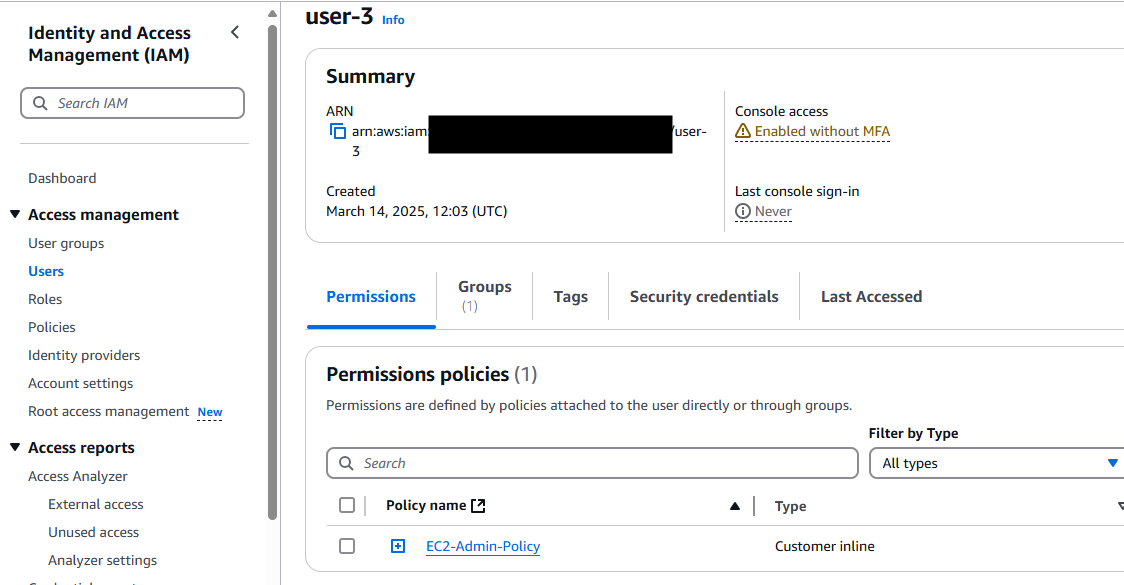 Identity and Access
Management (IAM)
Search IAM
Dashboard
Access management
User groups
Users
Roles
Policies
Identity providers
Account settings
Root access management New
Access reports
Access Analyzer
External access
Unused access
Analyzer settings
user-3 Info
Summary
ARN
arn:aws:iam: /user-
3
Created
March 14, 2025, 12:03 (UTC)
Console access
Enabled without MFA
Last console sign-in
Never
Permissions
Groups
(1)
Tags
Security credentials
Last Accessed
Permissions policies (1)
Permissions are defined by policies attached to the user directly or through groups.
Filter by Type
Search
All types
Policy name
Type
EC2-Admin-Policy
Customer inline